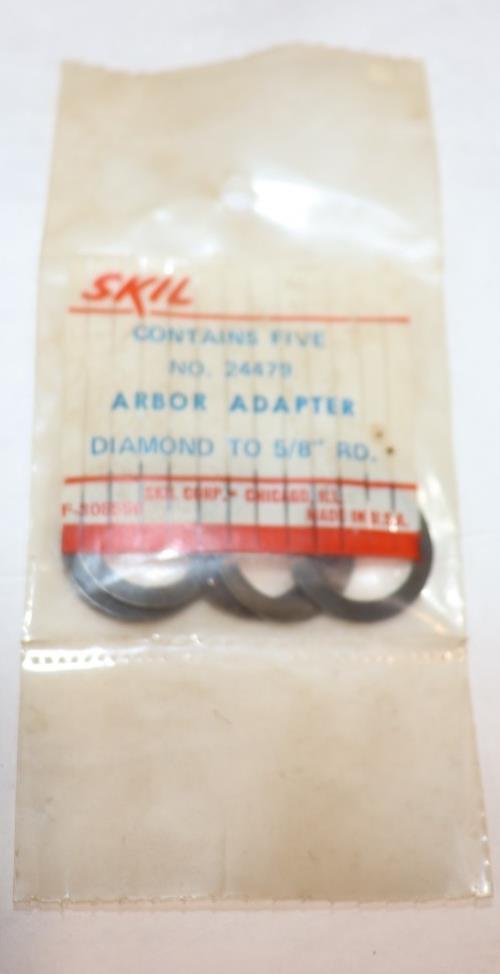 SKIL
CONTAINS FIVE
NO. 24479
ARBOR ADAPTER
DIAMOND TO 5/8" RD.
SKIL CORP. • CHICAGO, ILL.
MADE IN U.S.A.